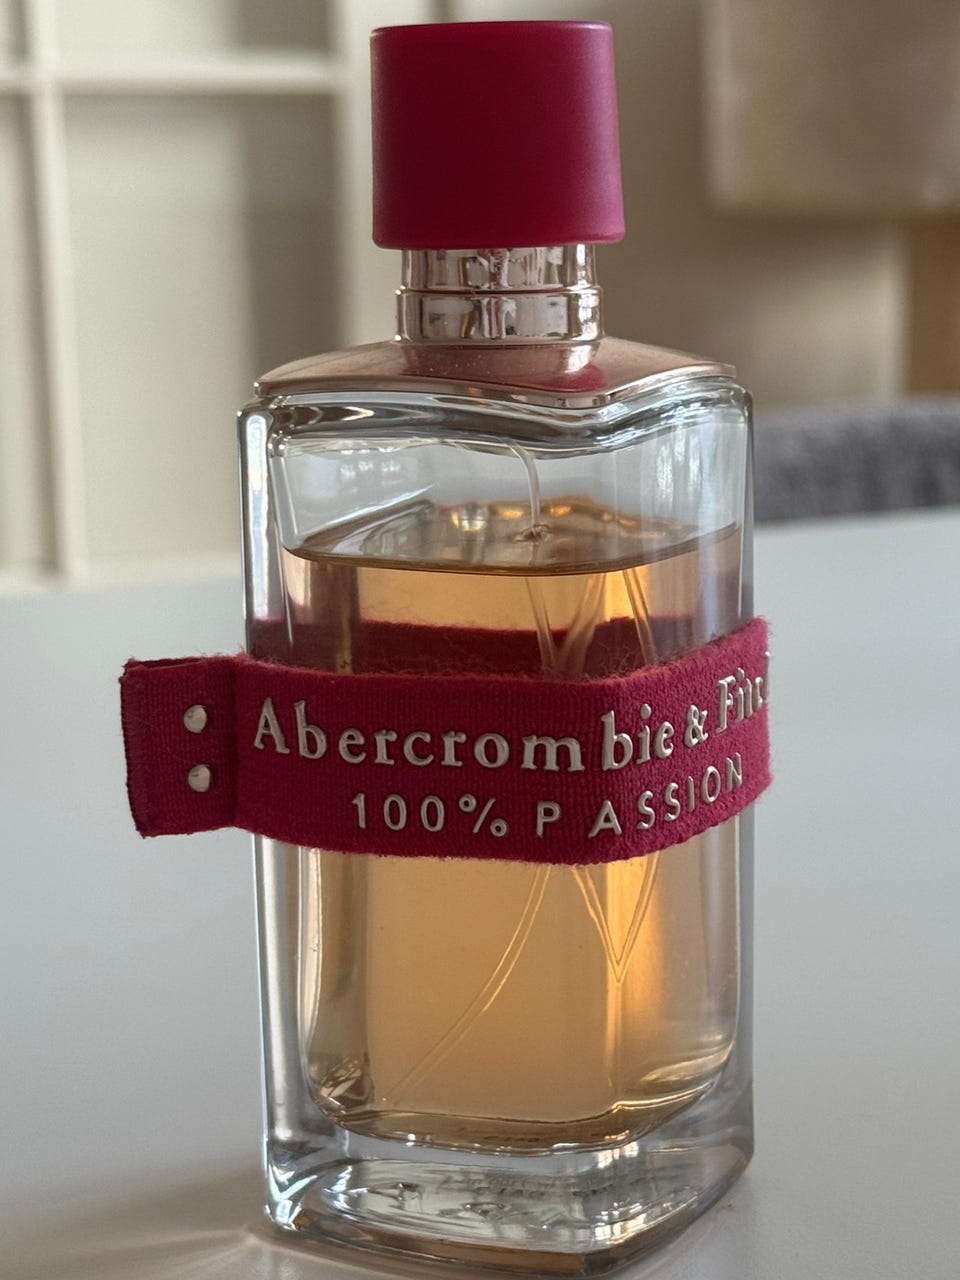 Abercrombie & Fitc
100% PASSION